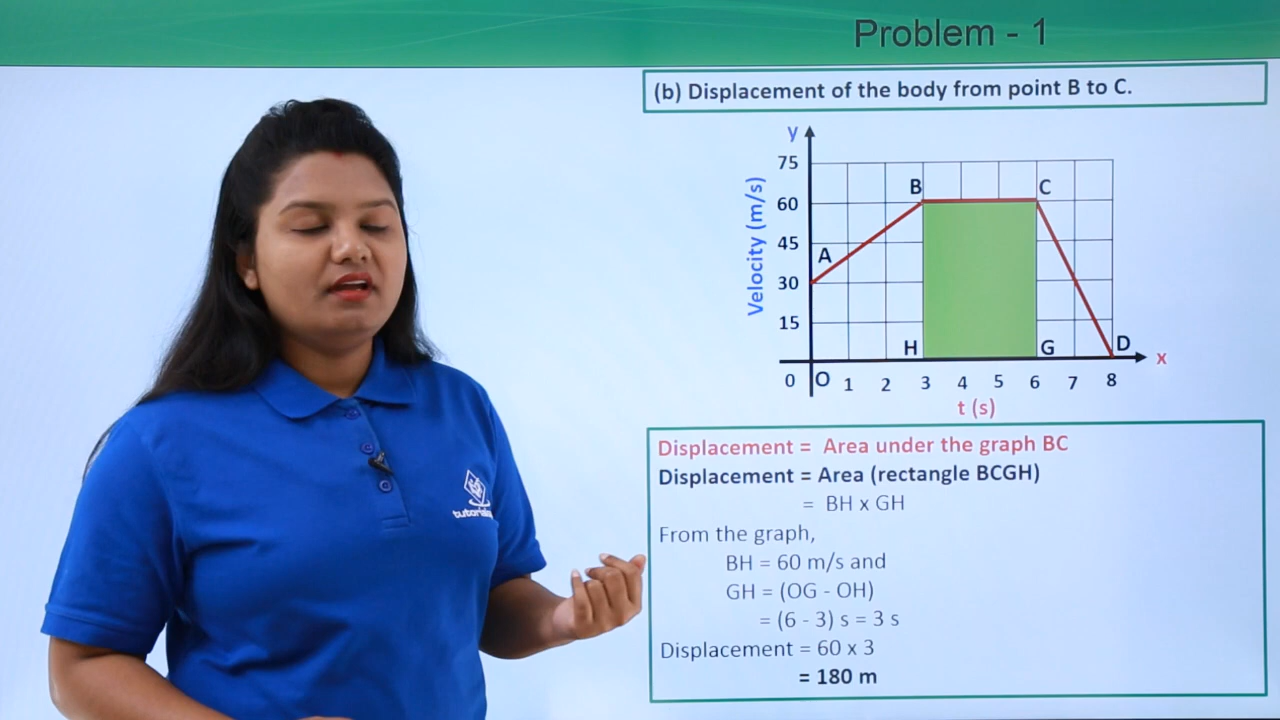 Problem - 1
(b) Displacement of the body from point B to C.
y
75
60
45
30
15
0
Velocity (m/s)
A
B
C
H
G
D
x
O 1 2 3 4 5 6 7 8
t (s)
Displacement = Area under the graph BC
Displacement = Area (rectangle BCGH)
= BH x GH
From the graph,
BH = 60 m/s and
GH = (OG - OH)
= (6 - 3) s = 3 s
Displacement = 60 x 3
= 180 m